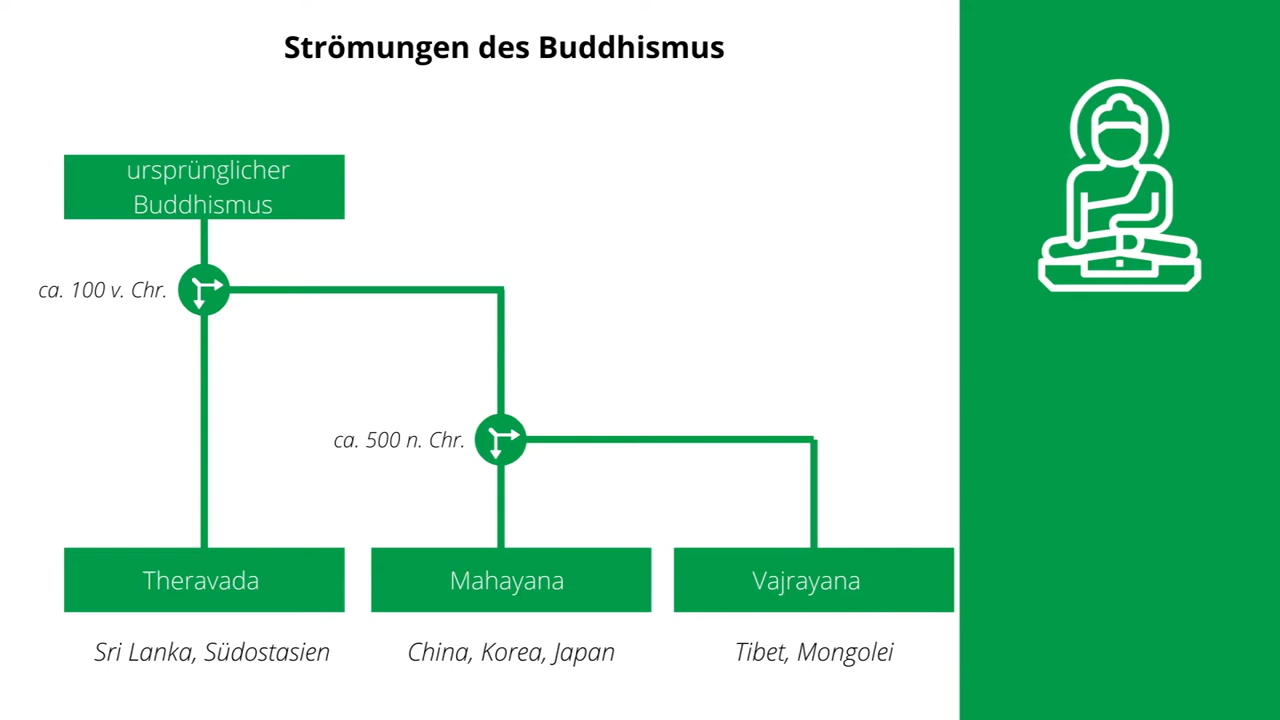 Strömungen des Buddhismus
ursprünglicher
Buddhismus
ca. 100 v. Chr.
ca. 500 n. Chr.
Theravada
Mahayana
Vajrayana
Sri Lanka, Südostasien
China, Korea, Japan
Tibet, Mongolei